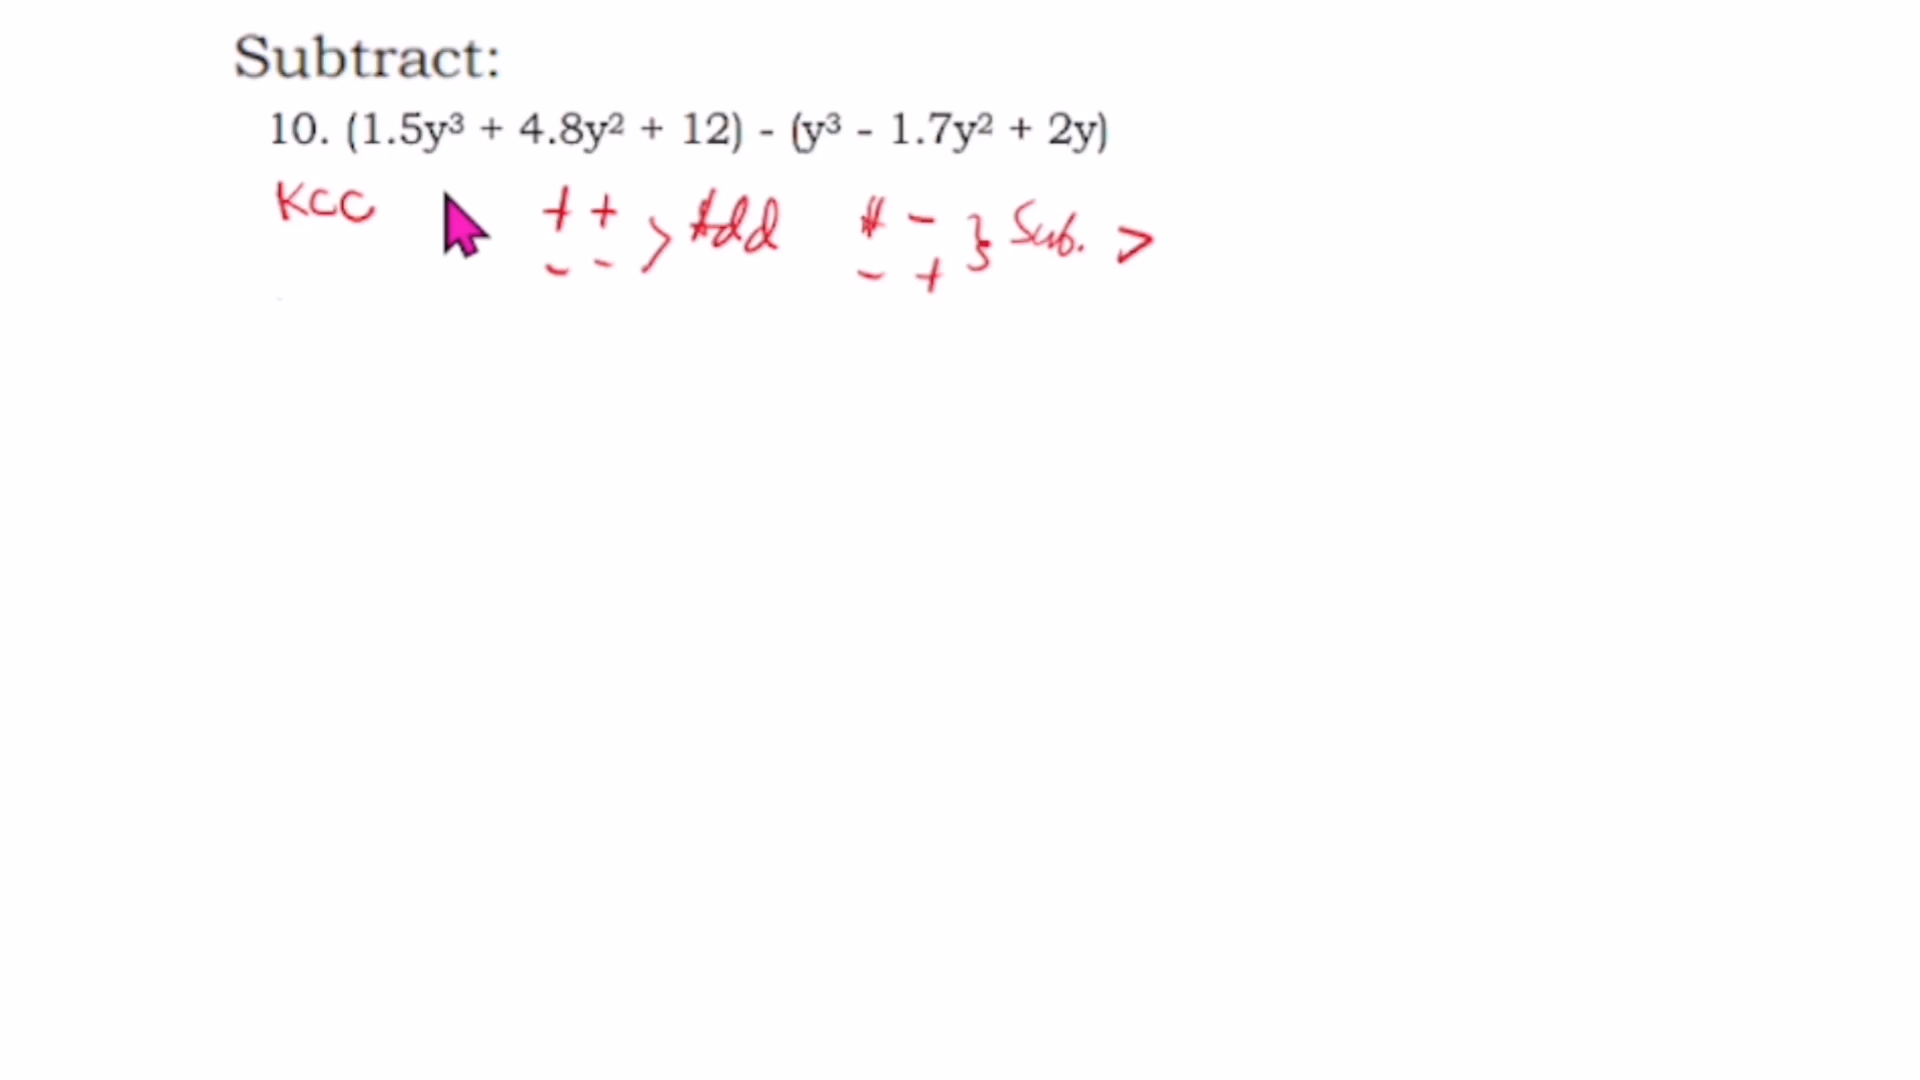 Subtract:
10. (1.5y³ + 4.8y² + 12) - (y³ - 1.7y² + 2y)
KCC + + > Add + - } Sub. >
- - - +